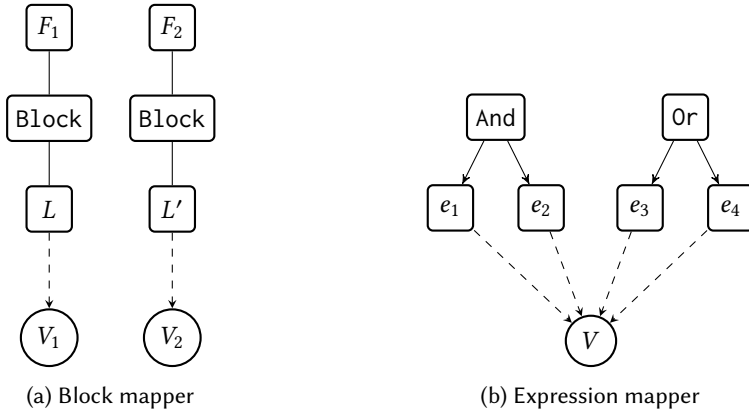 F₁ F₂
Block Block
And Or
L L′
e₁ e₂ e₃ e₄
V₁ V₂ V
(a) Block mapper
(b) Expression mapper